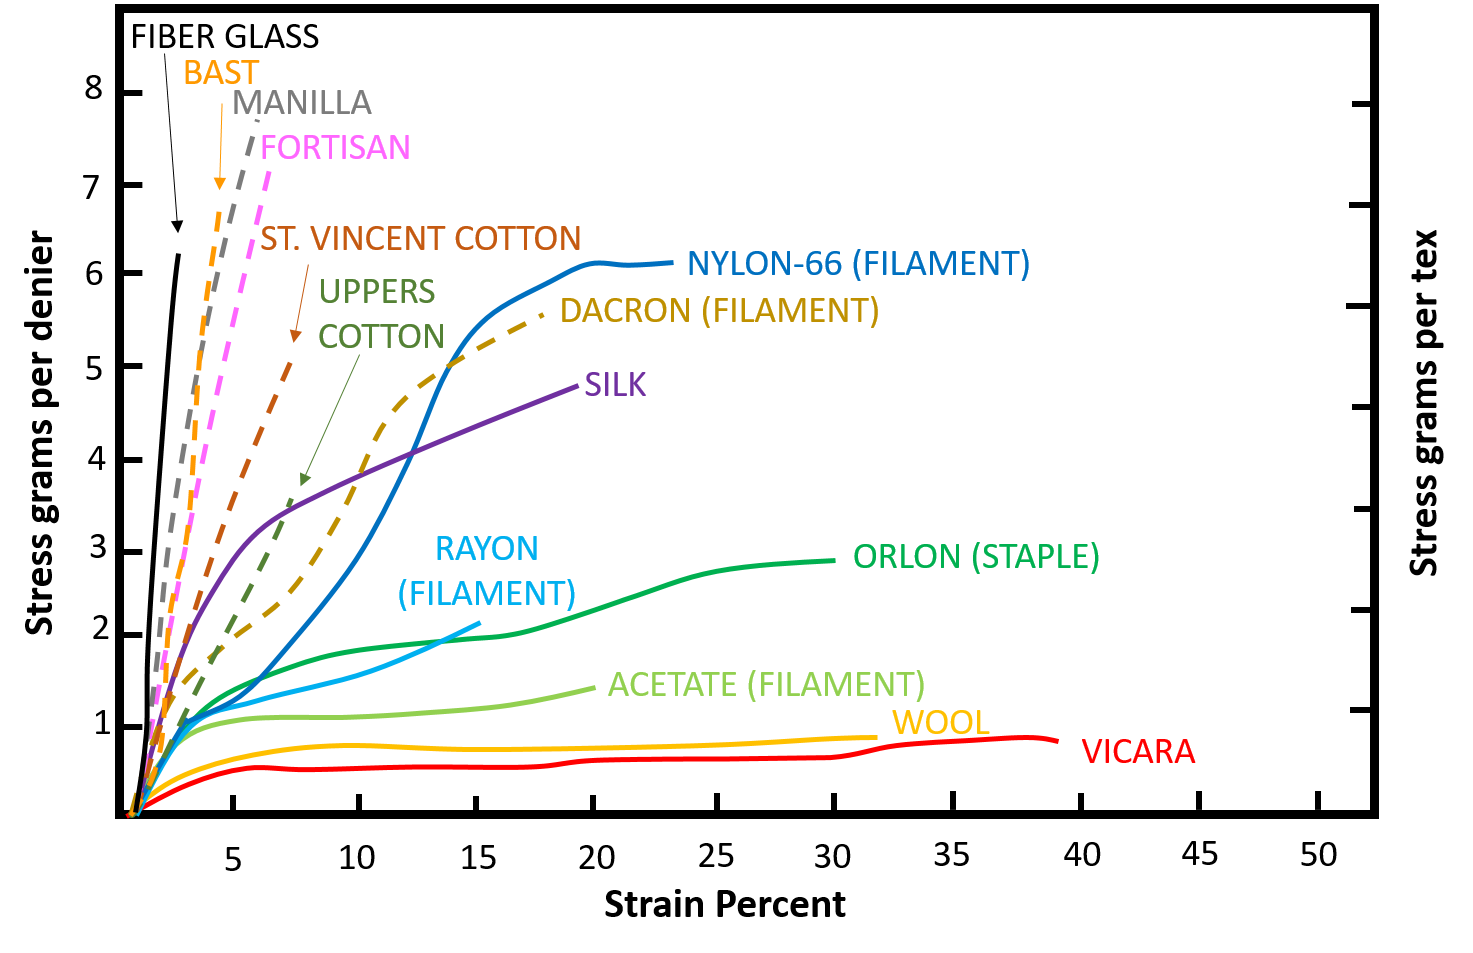 FIBER GLASS
BAST
MANILLA
FORTISAN
ST. VINCENT COTTON
UPPERS
COTTON
NYLON-66 (FILAMENT)
DACRON (FILAMENT)
SILK
RAYON
(FILAMENT)
ORLON (STAPLE)
ACETATE (FILAMENT)
WOOL
VICARA
8
7
6
5
4
3
2
1
Stress grams per denier
Stress grams per tex
5 10 15 20 25 30 35 40 45 50
Strain Percent